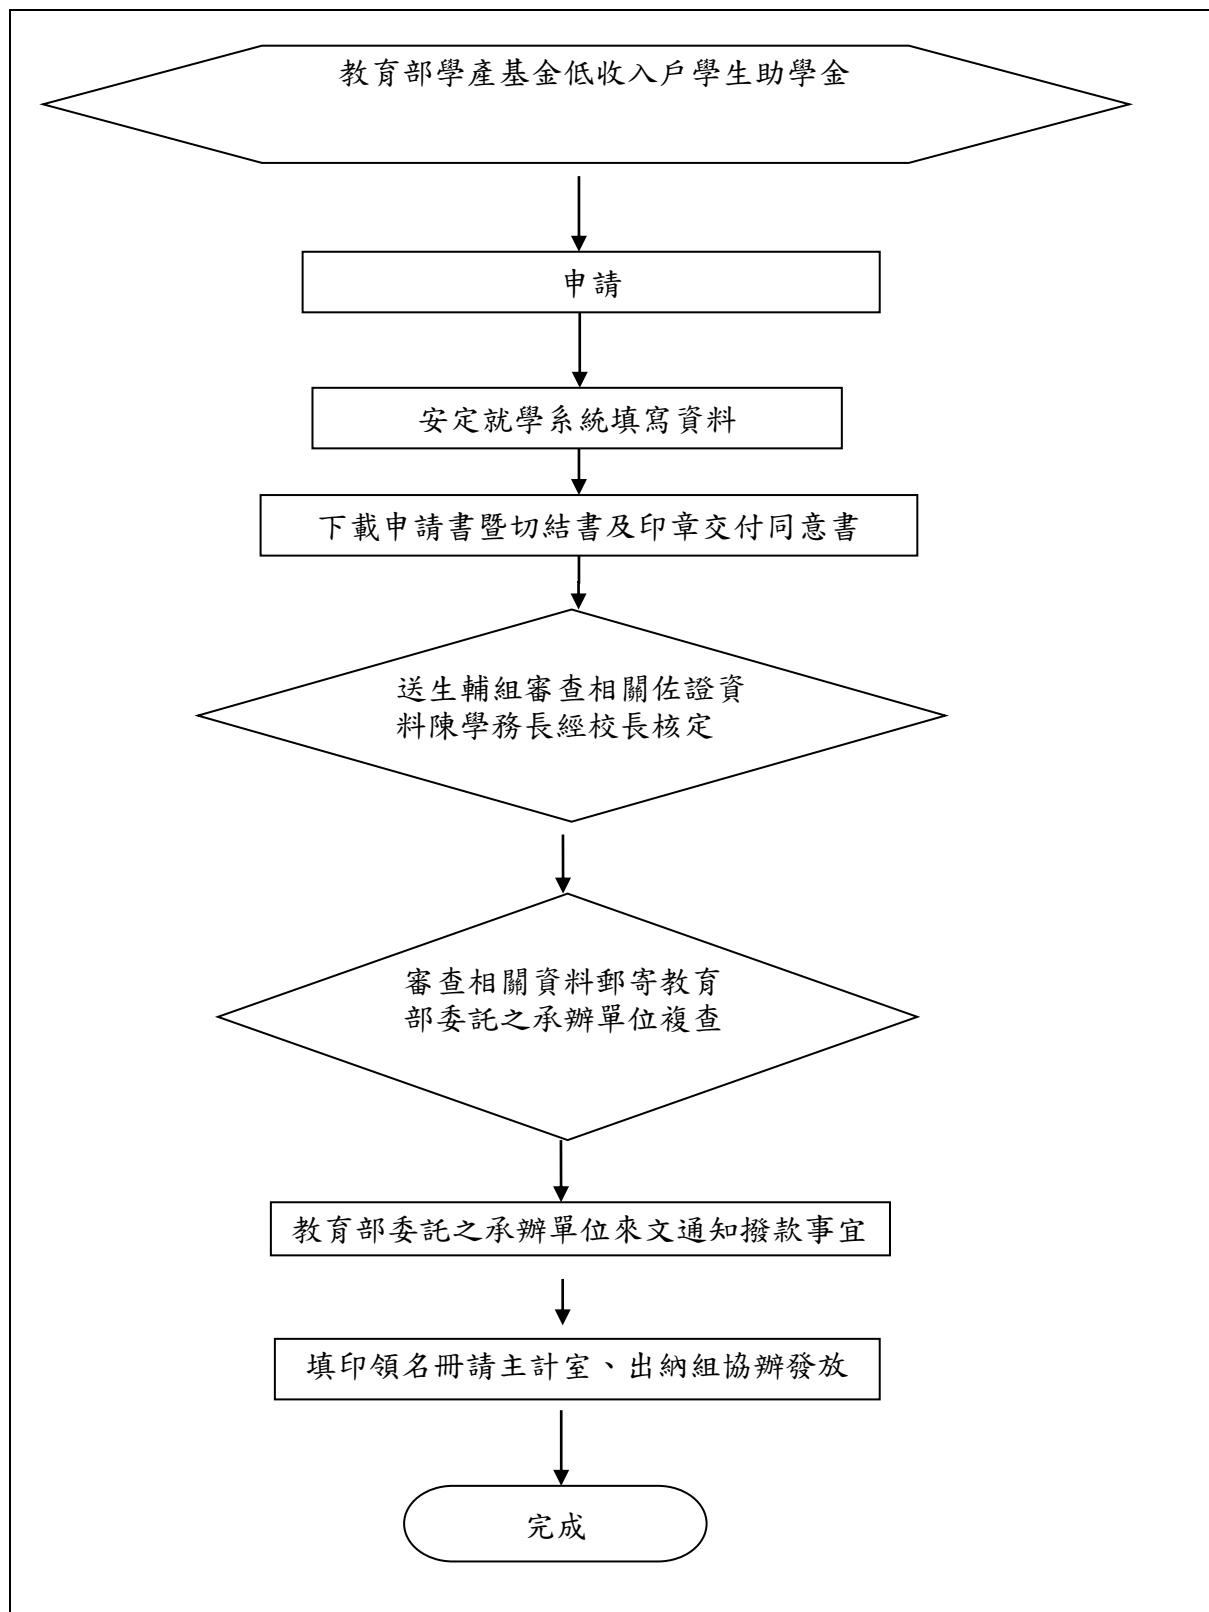 教育部學產基金低收入戶學生助學金
申請
安定就學系統填寫資料
下載申請書暨切結書及印章交付同意書
送生輔組審查相關佐證資
料陳學務長經校長核定
審查相關資料郵寄教育
部委託之承辦單位複查
教育部委託之承辦單位來文通知撥款事宜
填印領名冊請主計室、出納組協辦發放
完成